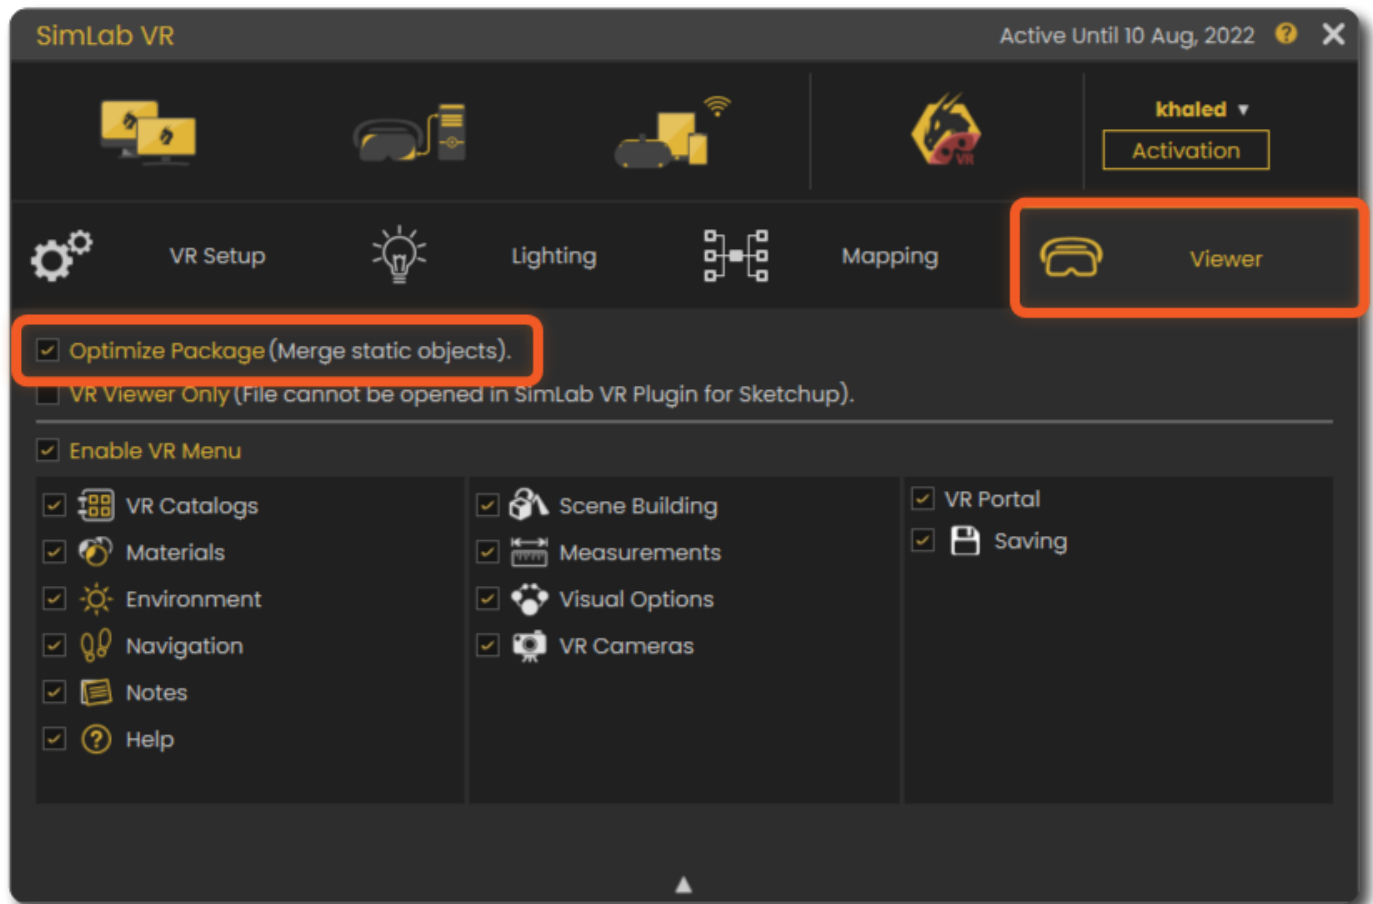 SimLab VR
Active Until 10 Aug, 2022 ?
khaled
Activation
VR
VR Setup
Lighting
Mapping
Viewer
Optimize Package (Merge static objects).
VR Viewer Only (File cannot be opened in SimLab VR Plugin for Sketchup).
Enable VR Menu
VR Catalogs
Materials
Environment
Navigation
Notes
? Help
Scene Building
Measurements
Visual Options
VR Cameras
VR Portal
Saving